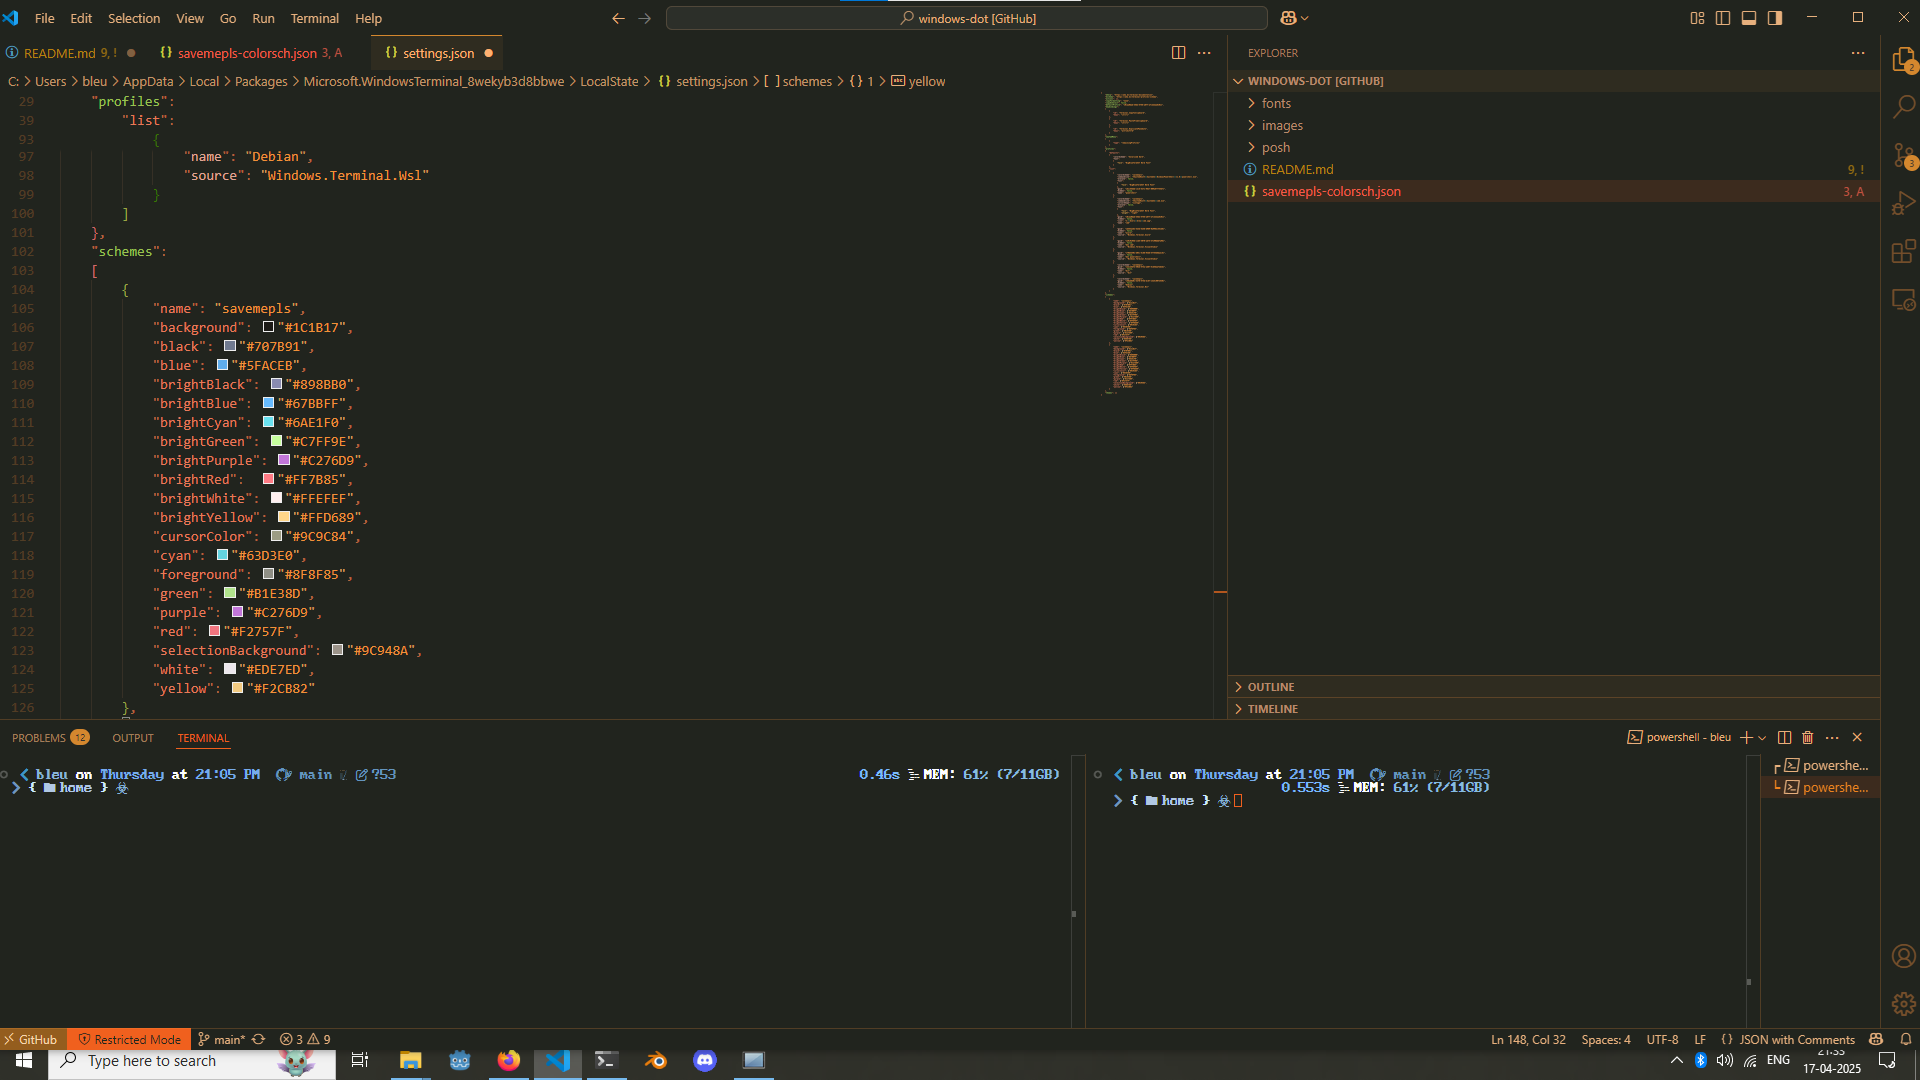 File Edit Selection View Go Run Terminal Help
windows-dot [GitHub]
README.md 9, !
savemepls-colorsch.json 3, A
settings.json
C: > Users > bleu > AppData > Local > Packages > Microsoft.WindowsTerminal_8wekyb3d8bbwe > LocalState > {} settings.json > [ ] schemes > {} 1 > abc yellow
29 "profiles":
39 "list":
93 {
97 "name": "Debian",
98 "source": "Windows.Terminal.Wsl"
99 }
100 ]
101 },
102 "schemes":
103 [
104 {
105 "name": "savemepls",
106 "background": "#1C1B17",
107 "black": "#707B91",
108 "blue": "#5FACEB",
109 "brightBlack": "#898BB0",
110 "brightBlue": "#67BBFF",
111 "brightCyan": "#6AE1F0",
112 "brightGreen": "#C7FF9E",
113 "brightPurple": "#C276D9",
114 "brightRed": "#FF7B85",
115 "brightWhite": "#FFEFEF",
116 "brightYellow": "#FFD689",
117 "cursorColor": "#9C9C84",
118 "cyan": "#63D3E0",
119 "foreground": "#8F8F85",
120 "green": "#B1E38D",
121 "purple": "#C276D9",
122 "red": "#F2757F",
123 "selectionBackground": "#9C948A",
124 "white": "#EDE7ED",
125 "yellow": "#F2CB82"
126 },
EXPLORER
WINDOWS-DOT [GITHUB]
fonts
images
posh
README.md 9, !
savemepls-colorsch.json 3, A
OUTLINE
TIMELINE
2
3
PROBLEMS 12 OUTPUT TERMINAL
powershell - bleu
bleu on Thursday at 21:05 PM main ?53 0.46s MEM: 61% (7/11GB)
{ home }
bleu on Thursday at 21:05 PM main ?53
0.553s MEM: 61% (7/11GB)
{ home }
powershe...
powershe...
GitHub Restricted Mode main* 3 9
Ln 148, Col 32 Spaces: 4 UTF-8 LF {} JSON with Comments
Type here to search
ENG
21:35
17-04-2025